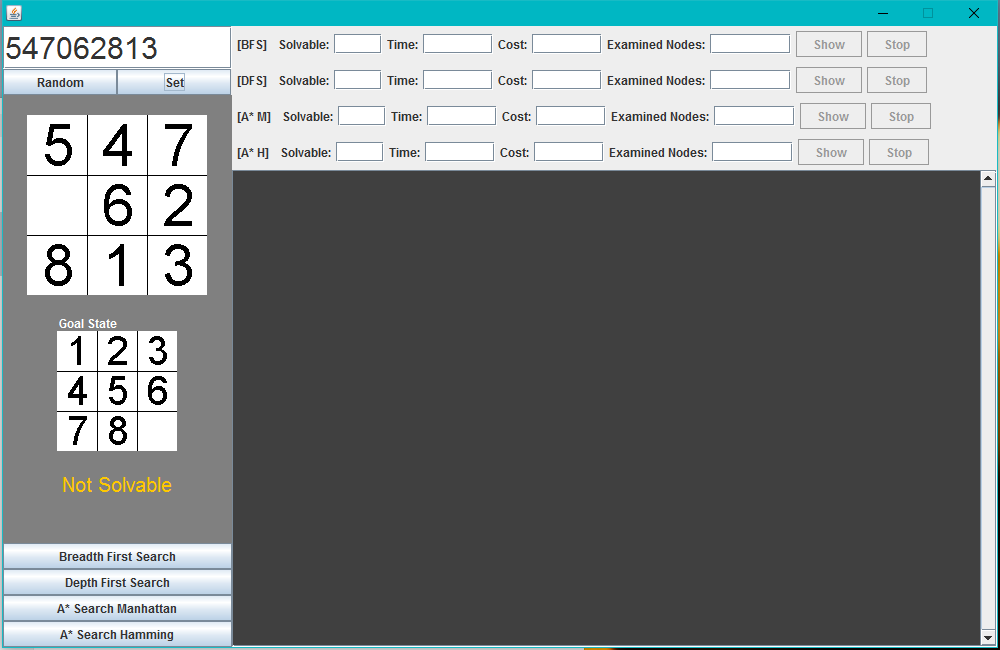 547062813
Random Set
5 4 7
6 2
8 1 3
Goal State
1 2 3
4 5 6
7 8
Not Solvable
Breadth First Search
Depth First Search
A* Search Manhattan
A* Search Hamming
[BFS] Solvable: Time: Cost: Examined Nodes: Show Stop
[DFS] Solvable: Time: Cost: Examined Nodes: Show Stop
[A* M] Solvable: Time: Cost: Examined Nodes: Show Stop
[A* H] Solvable: Time: Cost: Examined Nodes: Show Stop